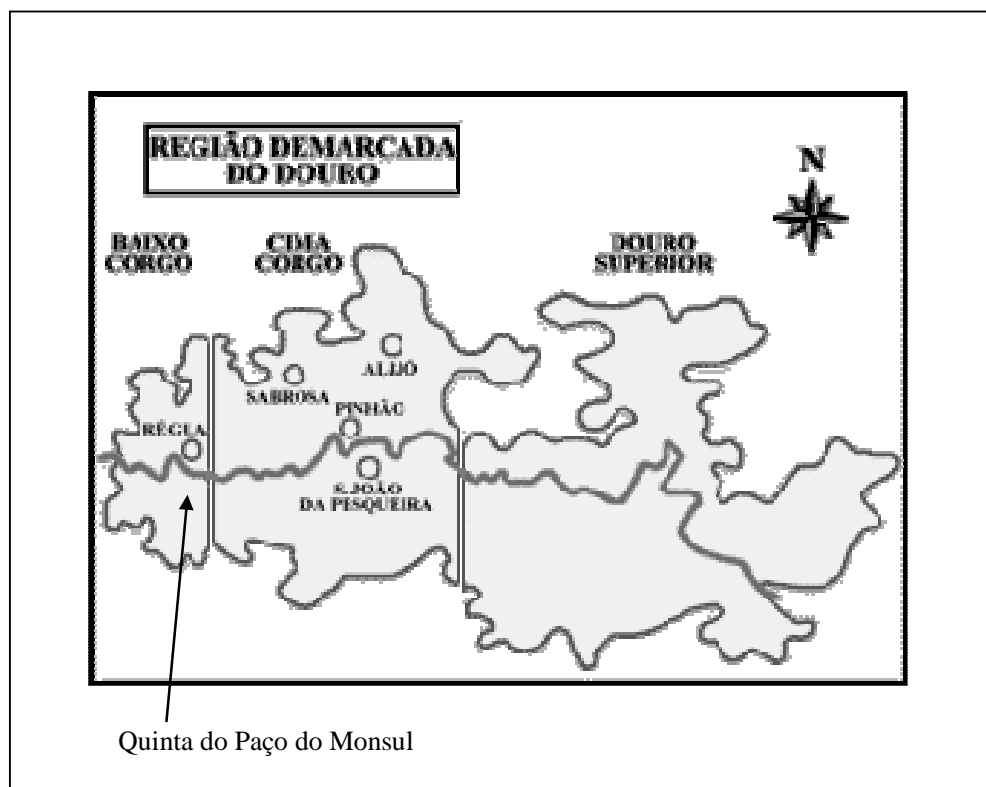 REGIÃO DEMARCADA
DO DOURO
N
BAIXO
CORGO
CIMA
CORGO
DOURO
SUPERIOR
ALIJÓ
SABROSA
PINHÃO
RÉGUA
S.JOÃO
DA PESQUEIRA
Quinta do Paço do Monsul